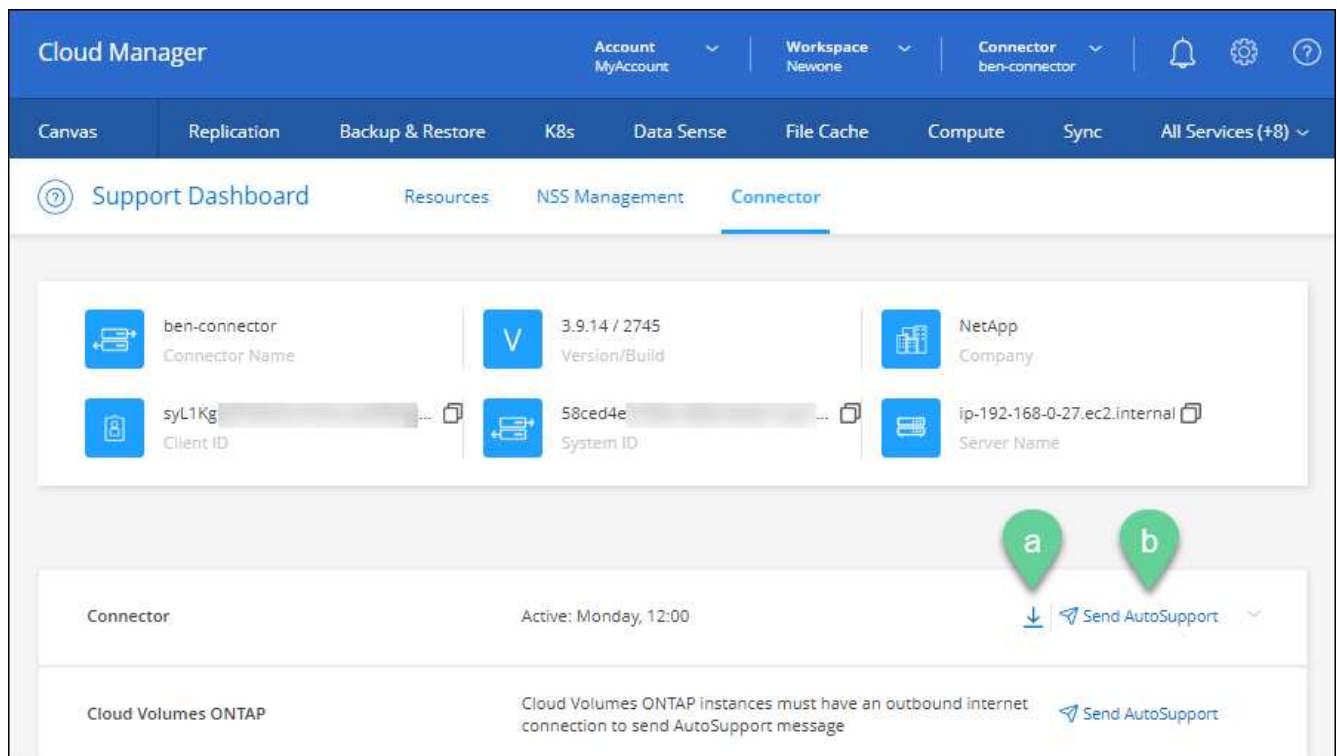 Cloud Manager
Account
MyAccount
Workspace
Newone
Connector
ben-connector
Canvas Replication Backup & Restore K8s Data Sense File Cache Compute Sync All Services (+8)
Support Dashboard Resources NSS Management Connector
ben-connector
Connector Name
V
3.9.14 / 2745
Version/Build
NetApp
Company
syL1Kg ...
Client ID
58ced4e ...
System ID
ip-192-168-0-27.ec2.internal
Server Name
a b
Connector Active: Monday, 12:00 Send AutoSupport
Cloud Volumes ONTAP
Cloud Volumes ONTAP instances must have an outbound internet
connection to send AutoSupport message
Send AutoSupport